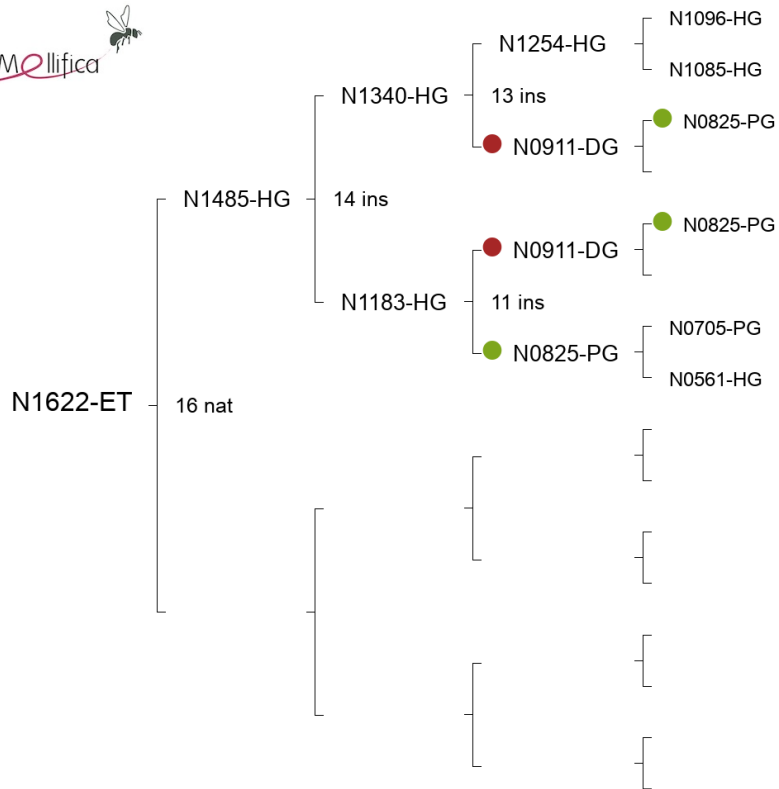 Mellifica
N1096-HG
N1254-HG
N1085-HG
N1340-HG
13 ins
N0825-PG
N0911-DG
N1485-HG
14 ins
N0825-PG
N0911-DG
N1183-HG
11 ins
N0705-PG
N0825-PG
N0561-HG
N1622-ET
16 nat